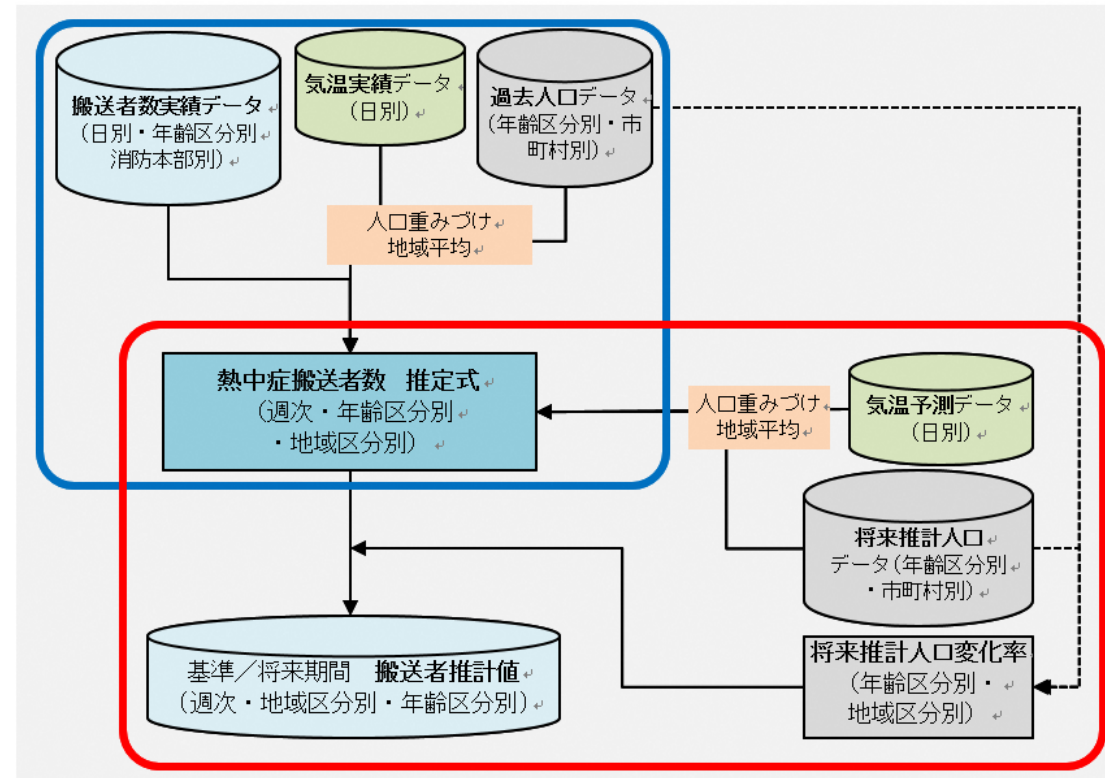 搬送者数実績データ
（日別・年齢区分別
消防本部別）
気温実績データ
（日別）
過去人口データ
（年齢区分別・市
町村別）
人口重みづけ
地域平均
熱中症搬送者数　推定式
（週次・年齢区分別
・地域区分別）
人口重みづけ
地域平均
気温予測データ
（日別）
将来推計人口
データ（年齢区分別
・市町村別）
将来推計人口変化率
（年齢区分別・
地域区分別）
基準／将来期間　搬送者推計値
（週次・地域区分別・年齢区分別）